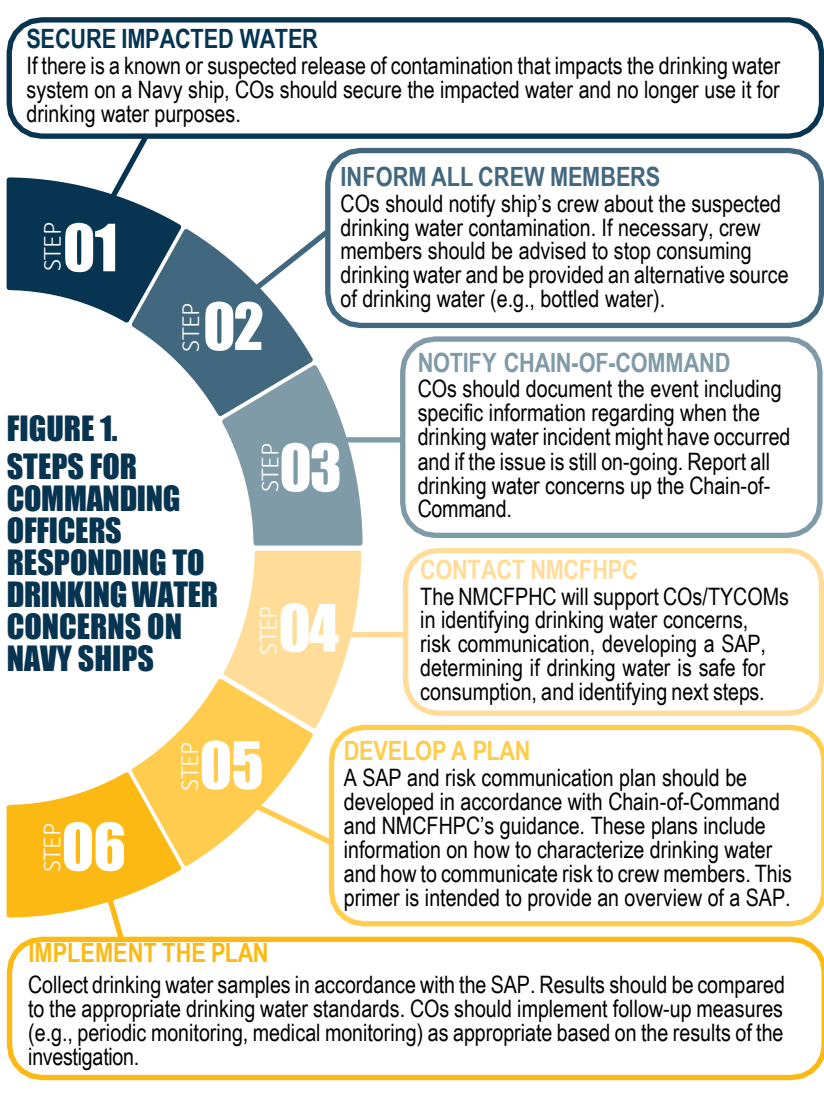 SECURE IMPACTED WATER
If there is a known or suspected release of contamination that impacts the drinking water
system on a Navy ship, COs should secure the impacted water and no longer use it for
drinking water purposes.
STEP 01
INFORM ALL CREW MEMBERS
COs should notify ship's crew about the suspected
drinking water contamination. If necessary, crew
members should be advised to stop consuming
drinking water and be provided an alternative source
of drinking water (e.g., bottled water).
STEP 02
NOTIFY CHAIN-OF-COMMAND
COs should document the event including
specific information regarding when the
drinking water incident might have occurred
and if the issue is still on-going. Report all
drinking water concerns up the Chain-of-
Command.
STEP 03
FIGURE 1.
STEPS FOR
COMMANDING
OFFICERS
RESPONDING TO
DRINKING WATER
CONCERNS ON
NAVY SHIPS
CONTACT NMCFHPC
The NMCFPHC will support COs/TYCOMs
in identifying drinking water concerns,
risk communication, developing a SAP,
determining if drinking water is safe for
consumption, and identifying next steps.
STEP 04
DEVELOP A PLAN
A SAP and risk communication plan should be
developed in accordance with Chain-of-Command
and NMCFHPC's guidance. These plans include
information on how to characterize drinking water
and how to communicate risk to crew members. This
primer is intended to provide an overview of a SAP.
STEP 05
STEP 06
IMPLEMENT THE PLAN
Collect drinking water samples in accordance with the SAP. Results should be compared
to the appropriate drinking water standards. COs should implement follow-up measures
(e.g., periodic monitoring, medical monitoring) as appropriate based on the results of the
investigation.